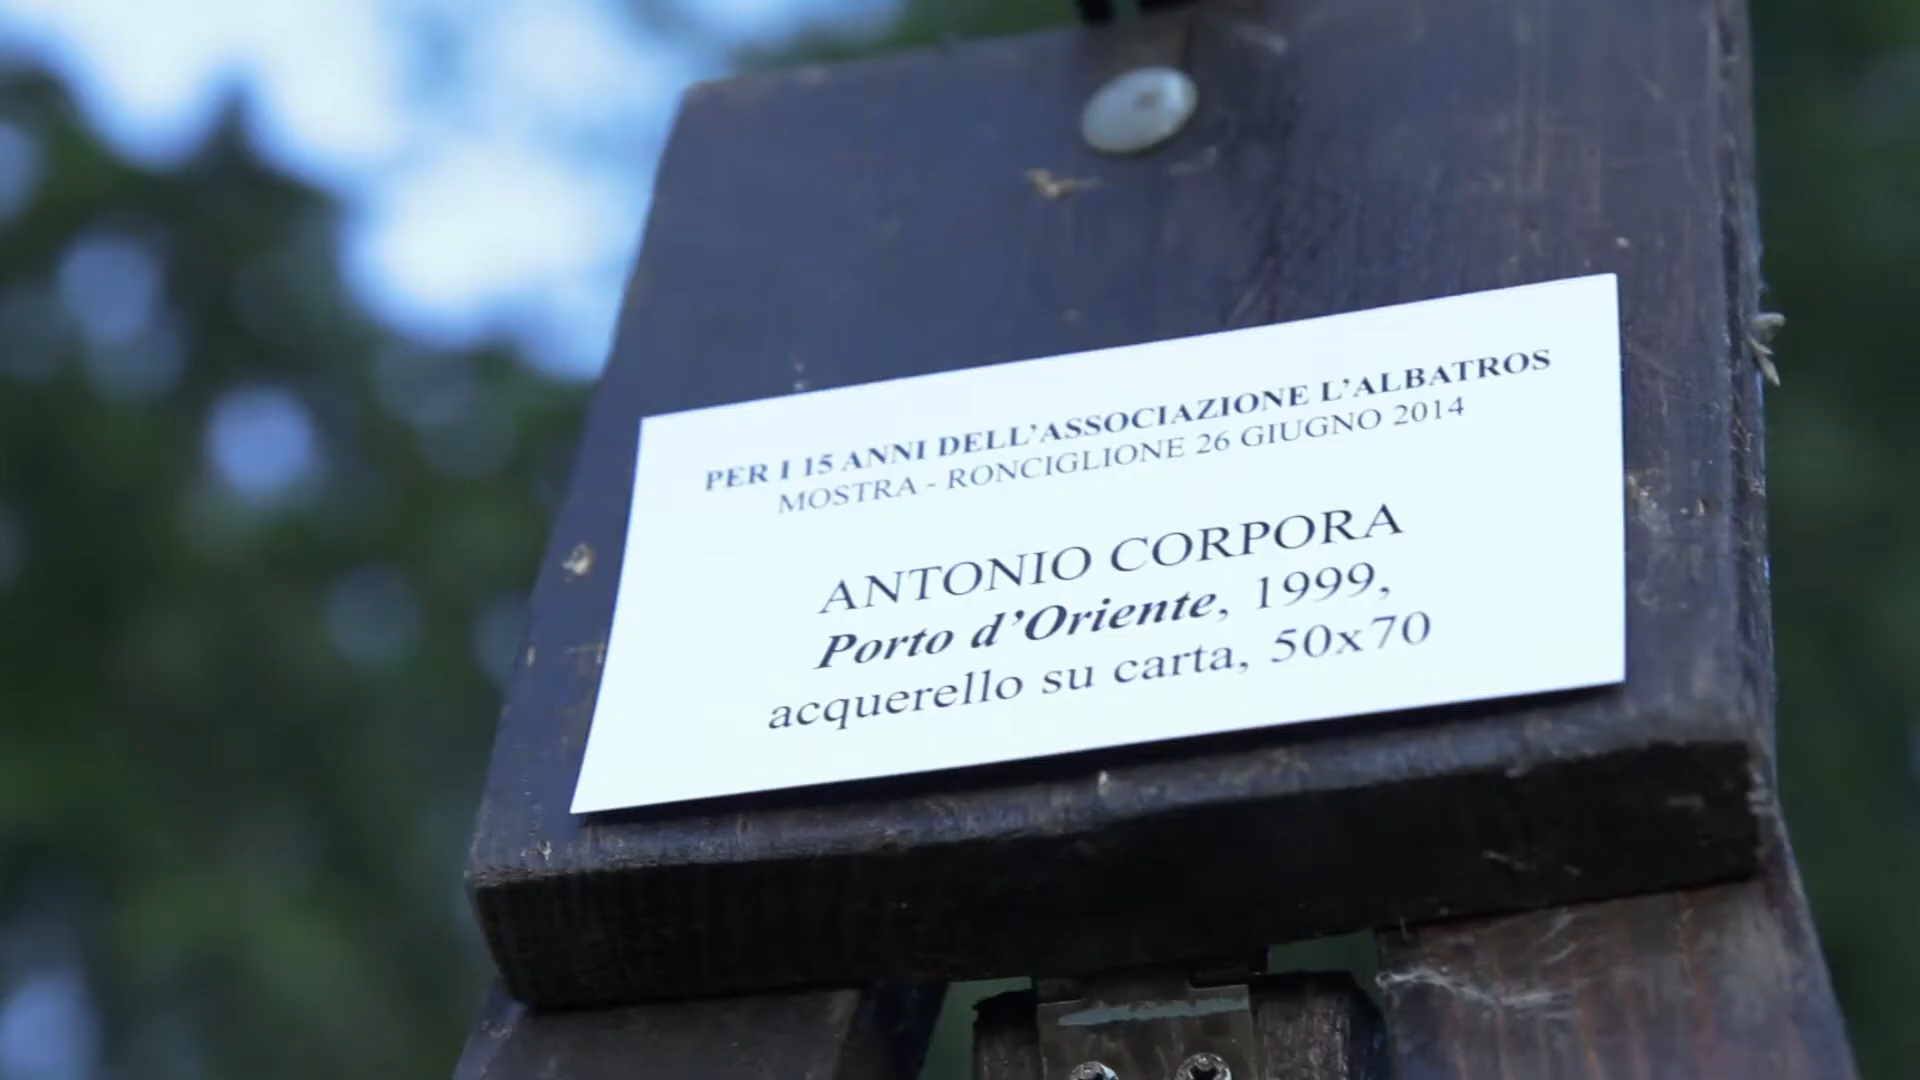 PER I 15 ANNI DELL'ASSOCIAZIONE L'ALBATROS
MOSTRA - RONCIGLIONE 26 GIUGNO 2014
ANTONIO CORPORA
Porto d'Oriente, 1999,
acquerello su carta, 50x70